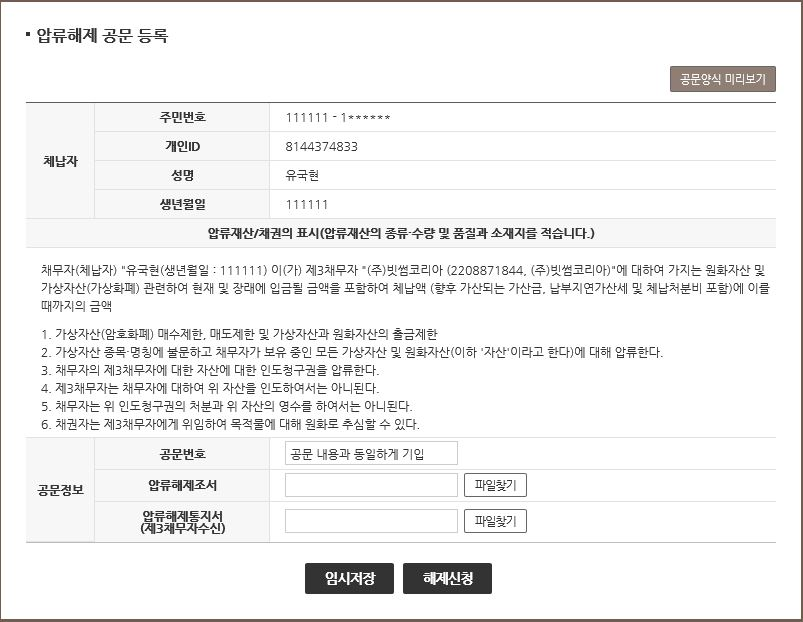 압류해제 공문 등록
공문양식 미리보기
체납자
주민번호
111111 - 1******
개인ID
8144374833
성명
유국현
생년월일
111111
압류재산/채권의 표시(압류재산의 종류·수량 및 품질과 소재지를 적습니다.)
채무자(체납자) "유국현(생년월일 : 111111) 이(가) 제3채무자 "(주)빗썸코리아 (2208871844, (주)빗썸코리아)"에 대하여 가지는 원화자산 및
가상자산(가상화폐) 관련하여 현재 및 장래에 입금될 금액을 포함하여 체납액 (향후 가산되는 가산금, 납부지연가산세 및 체납처분비 포함)에 이를
때까지의 금액
1. 가상자산(암호화폐) 매수제한, 매도제한 및 가상자산과 원화자산의 출금제한
2. 가상자산 종목·명칭에 불문하고 채무자가 보유 중인 모든 가상자산 및 원화자산(이하 '자산'이라고 한다)에 대해 압류한다.
3. 채무자의 제3채무자에 대한 자산에 대한 인도청구권을 압류한다.
4. 제3채무자는 채무자에 대하여 위 자산을 인도하여서는 아니된다.
5. 채무자는 위 인도청구권의 처분과 위 자산의 영수를 하여서는 아니된다.
6. 채권자는 제3채무자에게 위임하여 목적물에 대해 원화로 추심할 수 있다.
공문정보
공문번호
공문 내용과 동일하게 기입
압류해제조서
파일찾기
압류해제통지서
(제3채무자수신)
파일찾기
임시저장
해제신청